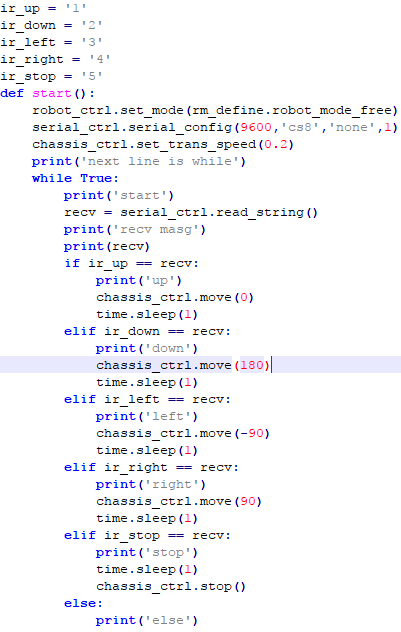 ir_up = '1'
ir_down = '2'
ir_left = '3'
ir_right = '4'
ir_stop = '5'
def start():
    robot_ctrl.set_mode(rm_define.robot_mode_free)
    serial_ctrl.serial_config(9600,'cs8','none',1)
    chassis_ctrl.set_trans_speed(0.2)
    print('next line is while')
    while True:
        print('start')
        recv = serial_ctrl.read_string()
        print('recv masg')
        print(recv)
        if ir_up == recv:
            print('up')
            chassis_ctrl.move(0)
            time.sleep(1)
        elif ir_down == recv:
            print('down')
            chassis_ctrl.move(180)
            time.sleep(1)
        elif ir_left == recv:
            print('left')
            chassis_ctrl.move(-90)
            time.sleep(1)
        elif ir_right == recv:
            print('right')
            chassis_ctrl.move(90)
            time.sleep(1)
        elif ir_stop == recv:
            print('stop')
            time.sleep(1)
            chassis_ctrl.stop()
        else:
            print('else')